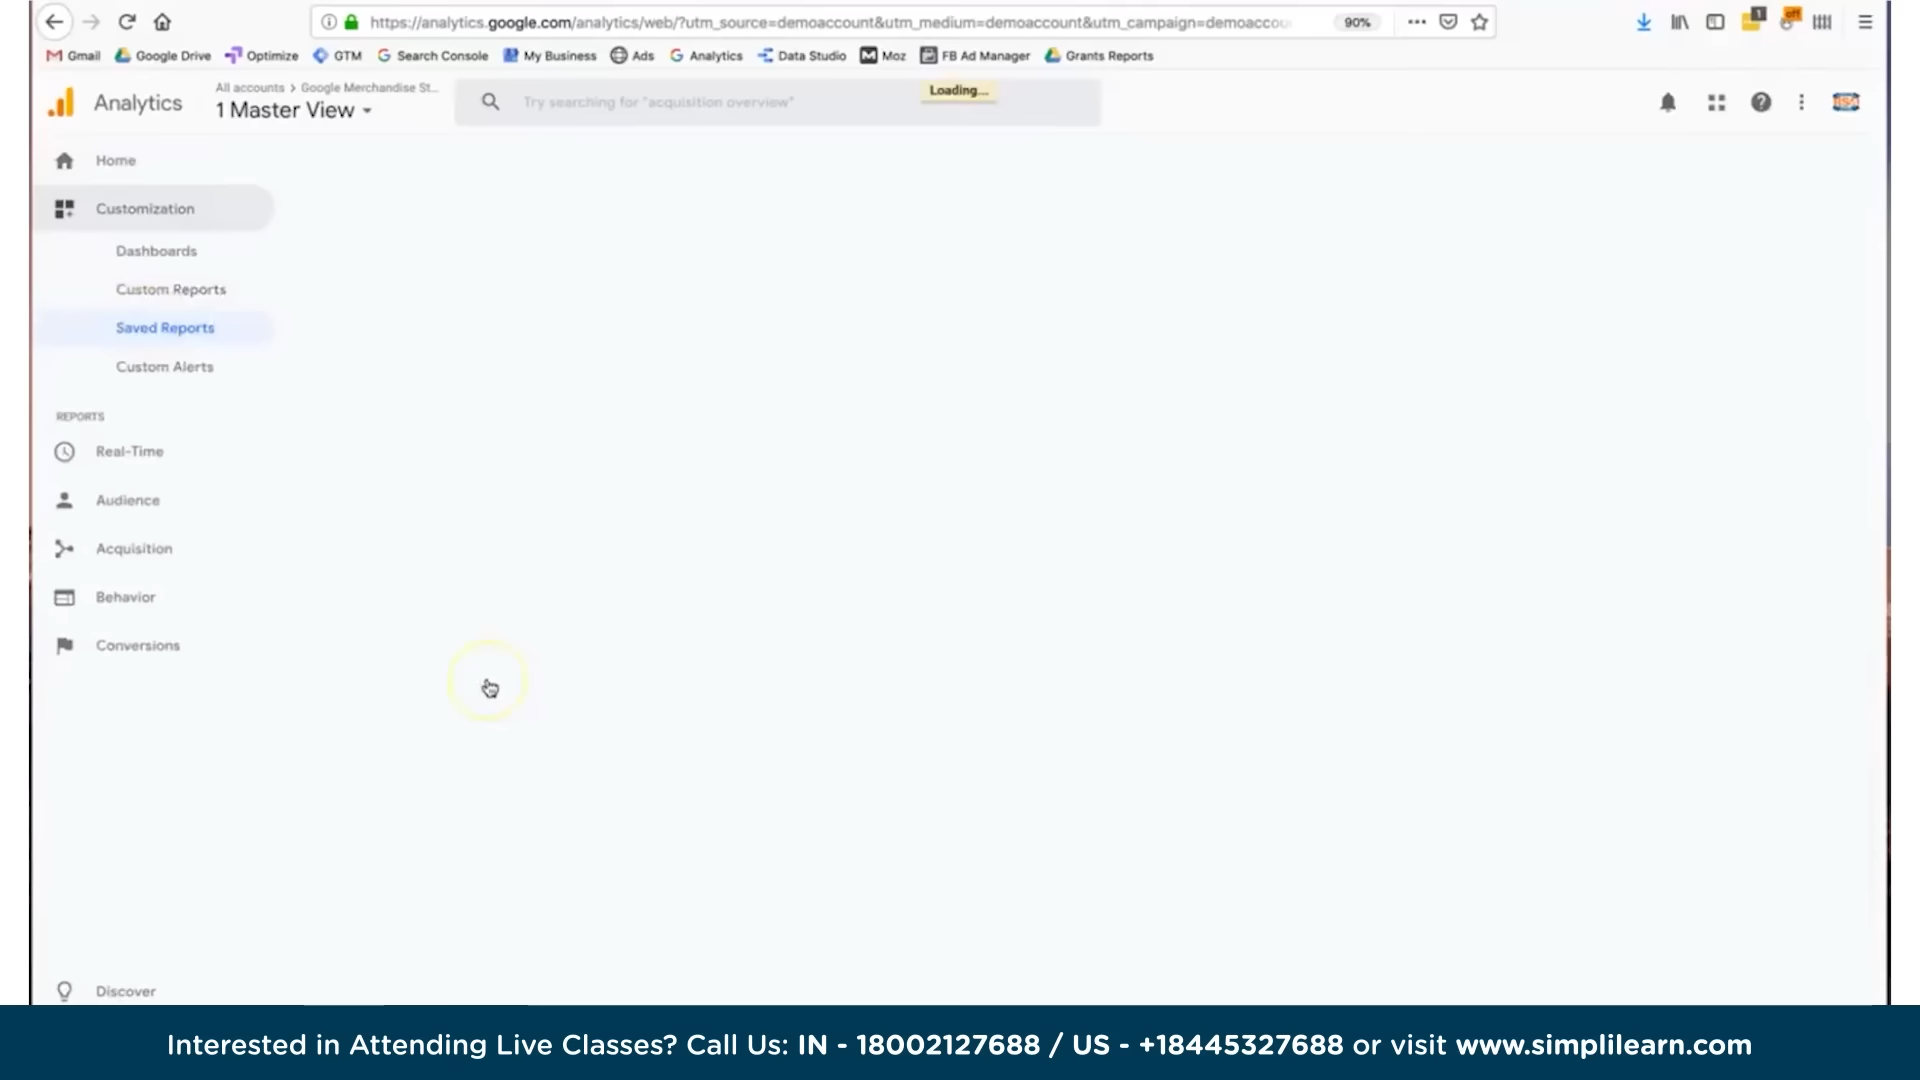 https://analytics.google.com/analytics/web/?utm_source=demoaccount&utm_medium=demoaccount&utm_campaign=demoaccou
90%
1
off
Gmail Google Drive Optimize GTM Search Console My Business Ads Analytics Data Studio Moz FB Ad Manager Grants Reports
Analytics
All accounts > Google Merchandise St...
1 Master View
Try searching for "acquisition overview"
Loading...
Home
Customization
Dashboards
Custom Reports
Saved Reports
Custom Alerts
REPORTS
Real-Time
Audience
Acquisition
Behavior
Conversions
Discover
Interested in Attending Live Classes? Call Us: IN - 18002127688 / US - +18445327688 or visit www.simplilearn.com